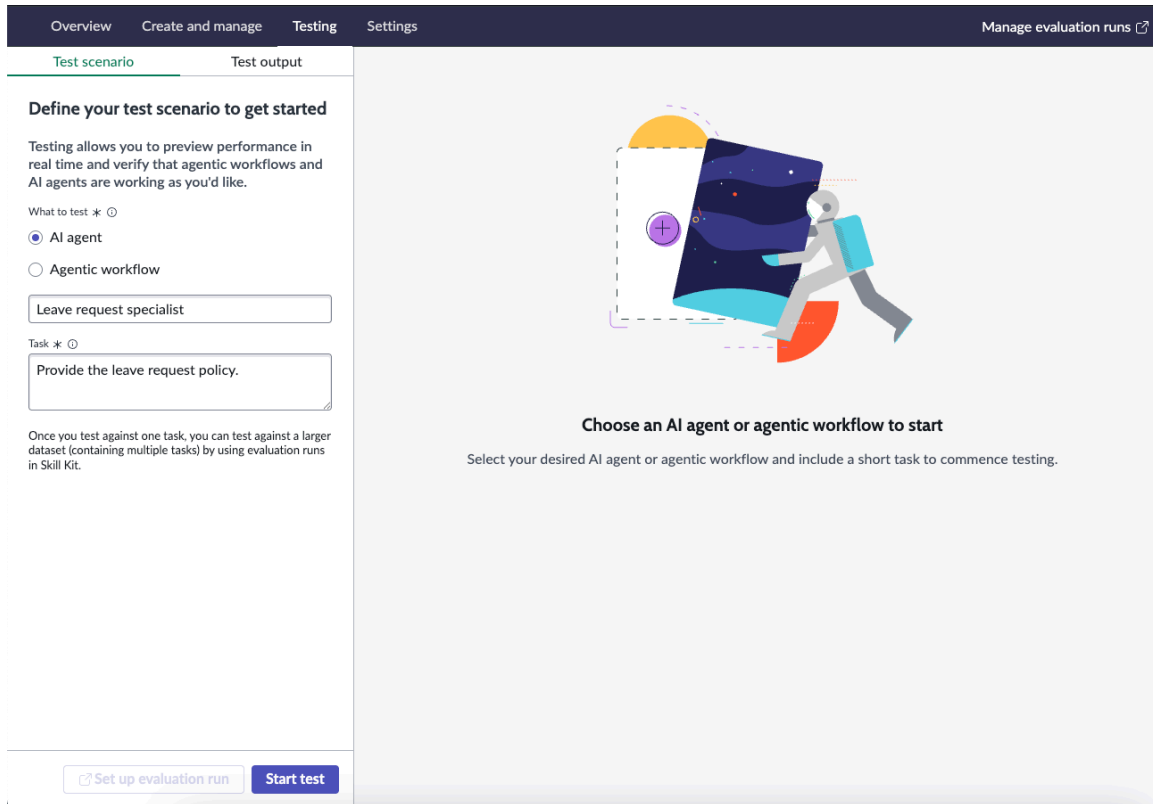 Overview Create and manage Testing Settings Manage evaluation runs
Test scenario Test output
Define your test scenario to get started
Testing allows you to preview performance in
real time and verify that agentic workflows and
AI agents are working as you'd like.
What to test *
AI agent
Agentic workflow
Leave request specialist
Task *
Provide the leave request policy.
Once you test against one task, you can test against a larger
dataset (containing multiple tasks) by using evaluation runs
in Skill Kit.
Set up evaluation run Start test
Choose an AI agent or agentic workflow to start
Select your desired AI agent or agentic workflow and include a short task to commence testing.